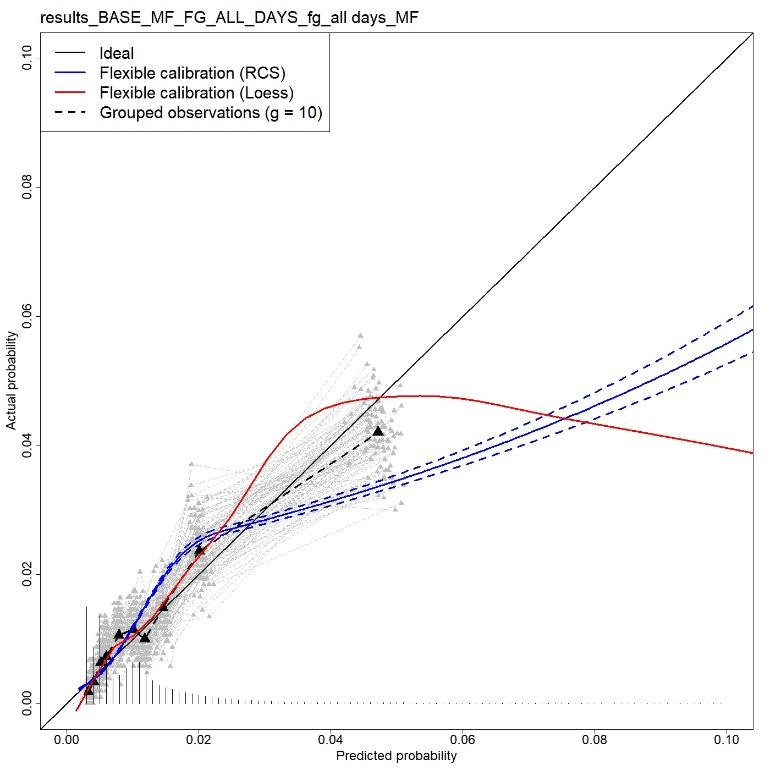 results_BASE_MF_FG_ALL_DAYS_fg_all days_MF
Ideal
Flexible calibration (RCS)
Flexible calibration (Loess)
Grouped observations (g = 10)
Actual probability
0.10
0.08
0.06
0.04
0.02
0.00
0.00 0.02 0.04 0.06 0.08 0.10
Predicted probability